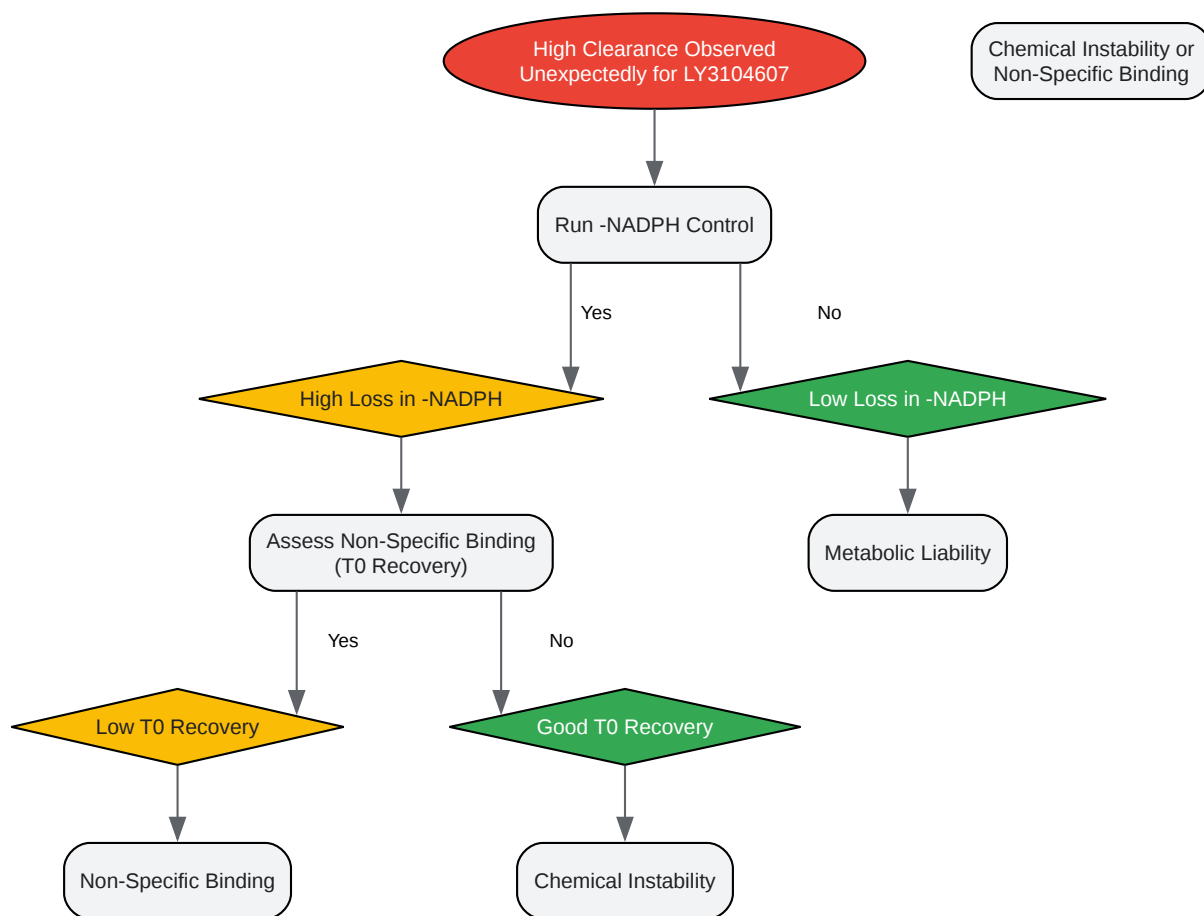 High Clearance Observed
Unexpectedly for LY3104607
Chemical Instability or
Non-Specific Binding
Run -NADPH Control
Yes
No
High Loss in -NADPH
Low Loss in -NADPH
Assess Non-Specific Binding
(T0 Recovery)
Metabolic Liability
Yes
No
Low T0 Recovery
Good T0 Recovery
Non-Specific Binding
Chemical Instability